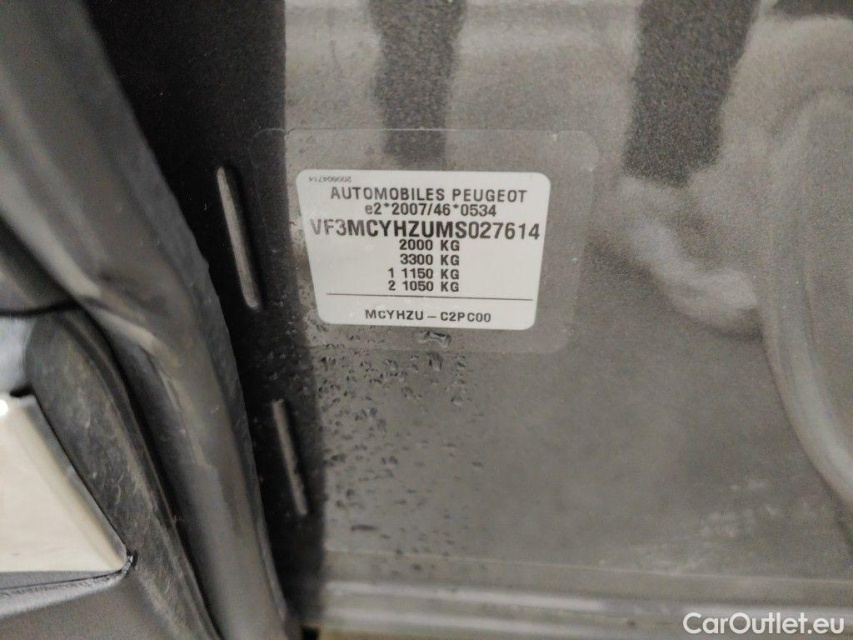 AUTOMOBILES PEUGEOT
e2*2007/46*0534
VF3MCYHZUMS027614
2000 KG
3300 KG
1 1150 KG
2 1050 KG
MCYHZU - C2PC00
CarOutlet.eu